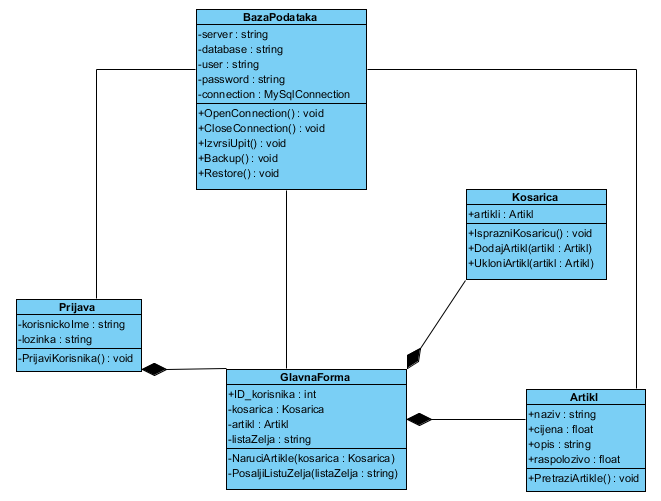 BazaPodataka
-server : string
-database : string
-user : string
-password : string
-connection : MySqlConnection
+OpenConnection() : void
+CloseConnection() : void
+IzvrsiUpit() : void
+Backup() : void
+Restore() : void
Kosarica
+artikli : Artikl
+IsprazniKosaricu() : void
+DodajArtikl(artikl : Artikl)
+UkloniArtikl(artikl : Artikl)
Prijava
-korisnickoIme : string
-lozinka : string
-PrijaviKorisnika() : void
GlavnaForma
+ID_korisnika : int
-kosarica : Kosarica
-artikl : Artikl
-listaZelja : string
-NaruciArtikle(kosarica : Kosarica)
-PosaljiListuZelja(listaZelja : string)
Artikl
+naziv : string
+cijena : float
+opis : string
+raspolozivo : float
+PretraziArtikle() : void